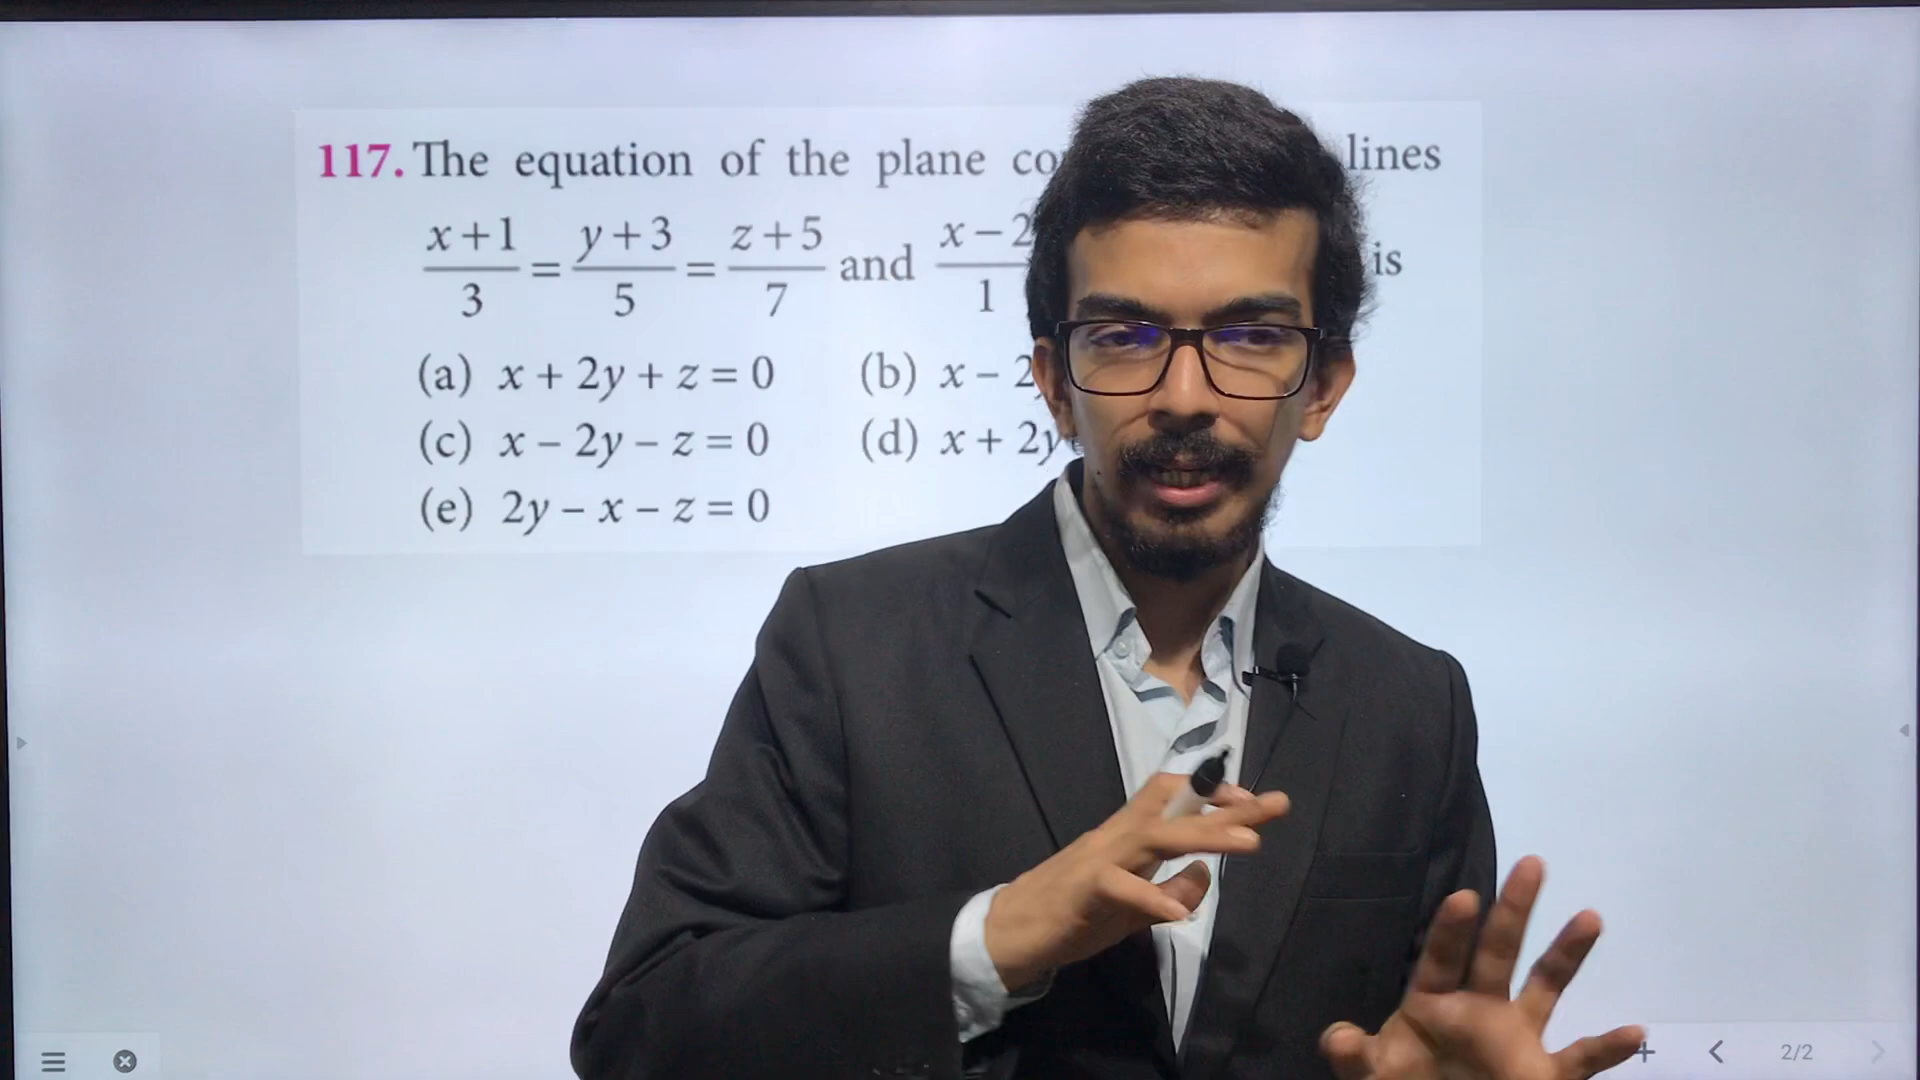 117. The equation of the plane co lines
x+1/3 = y+3/5 = z+5/7 and x-2/1 is
(a) x + 2y + z = 0 (b) x - 2
(c) x - 2y - z = 0 (d) x + 2y
(e) 2y - x - z = 0
2/2